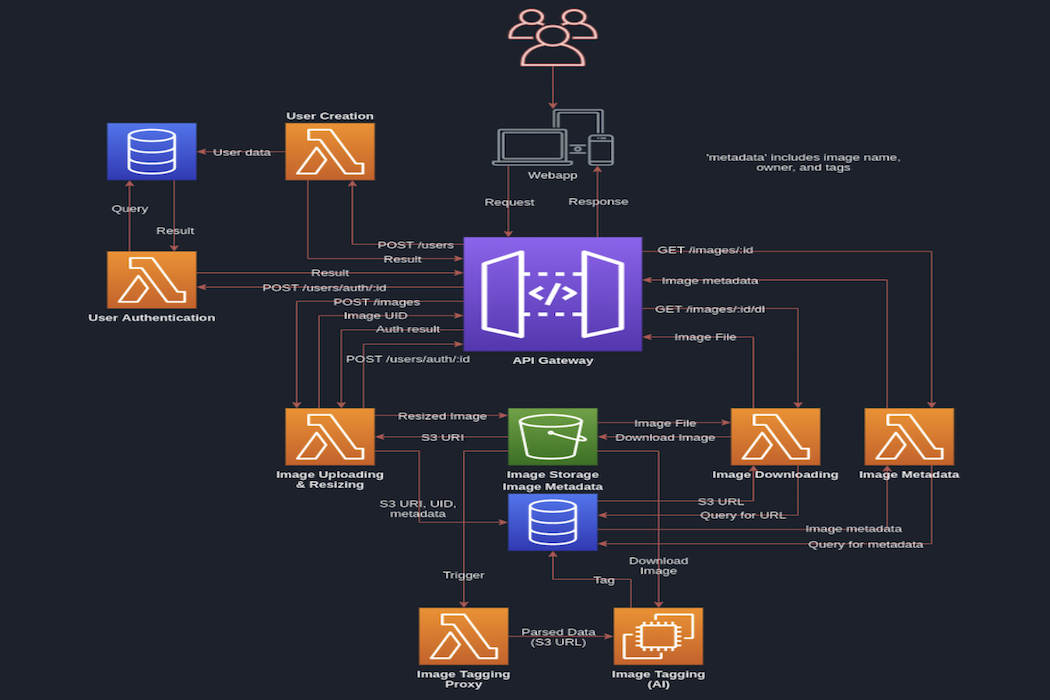 User Creation
User data
Webapp
'metadata' includes image name,
owner, and tags
Query
Result
Request
Response
POST /users
Result
Result
POST /users/auth/:id
POST /images
Image UID
Auth result
POST /users/auth/:id
User Authentication
API Gateway
GET /images/:id
Image metadata
GET /images/:id/dl
Image File
Resized Image
S3 URI
Image File
Download Image
Image Uploading
& Resizing
Image Storage
Image Metadata
Image Downloading
Image Metadata
S3 URI, UID,
metadata
S3 URL
Query for URL
Image metadata
Query for metadata
Trigger
Tag
Download
Image
Parsed Data
(S3 URL)
Image Tagging
Proxy
Image Tagging
(AI)